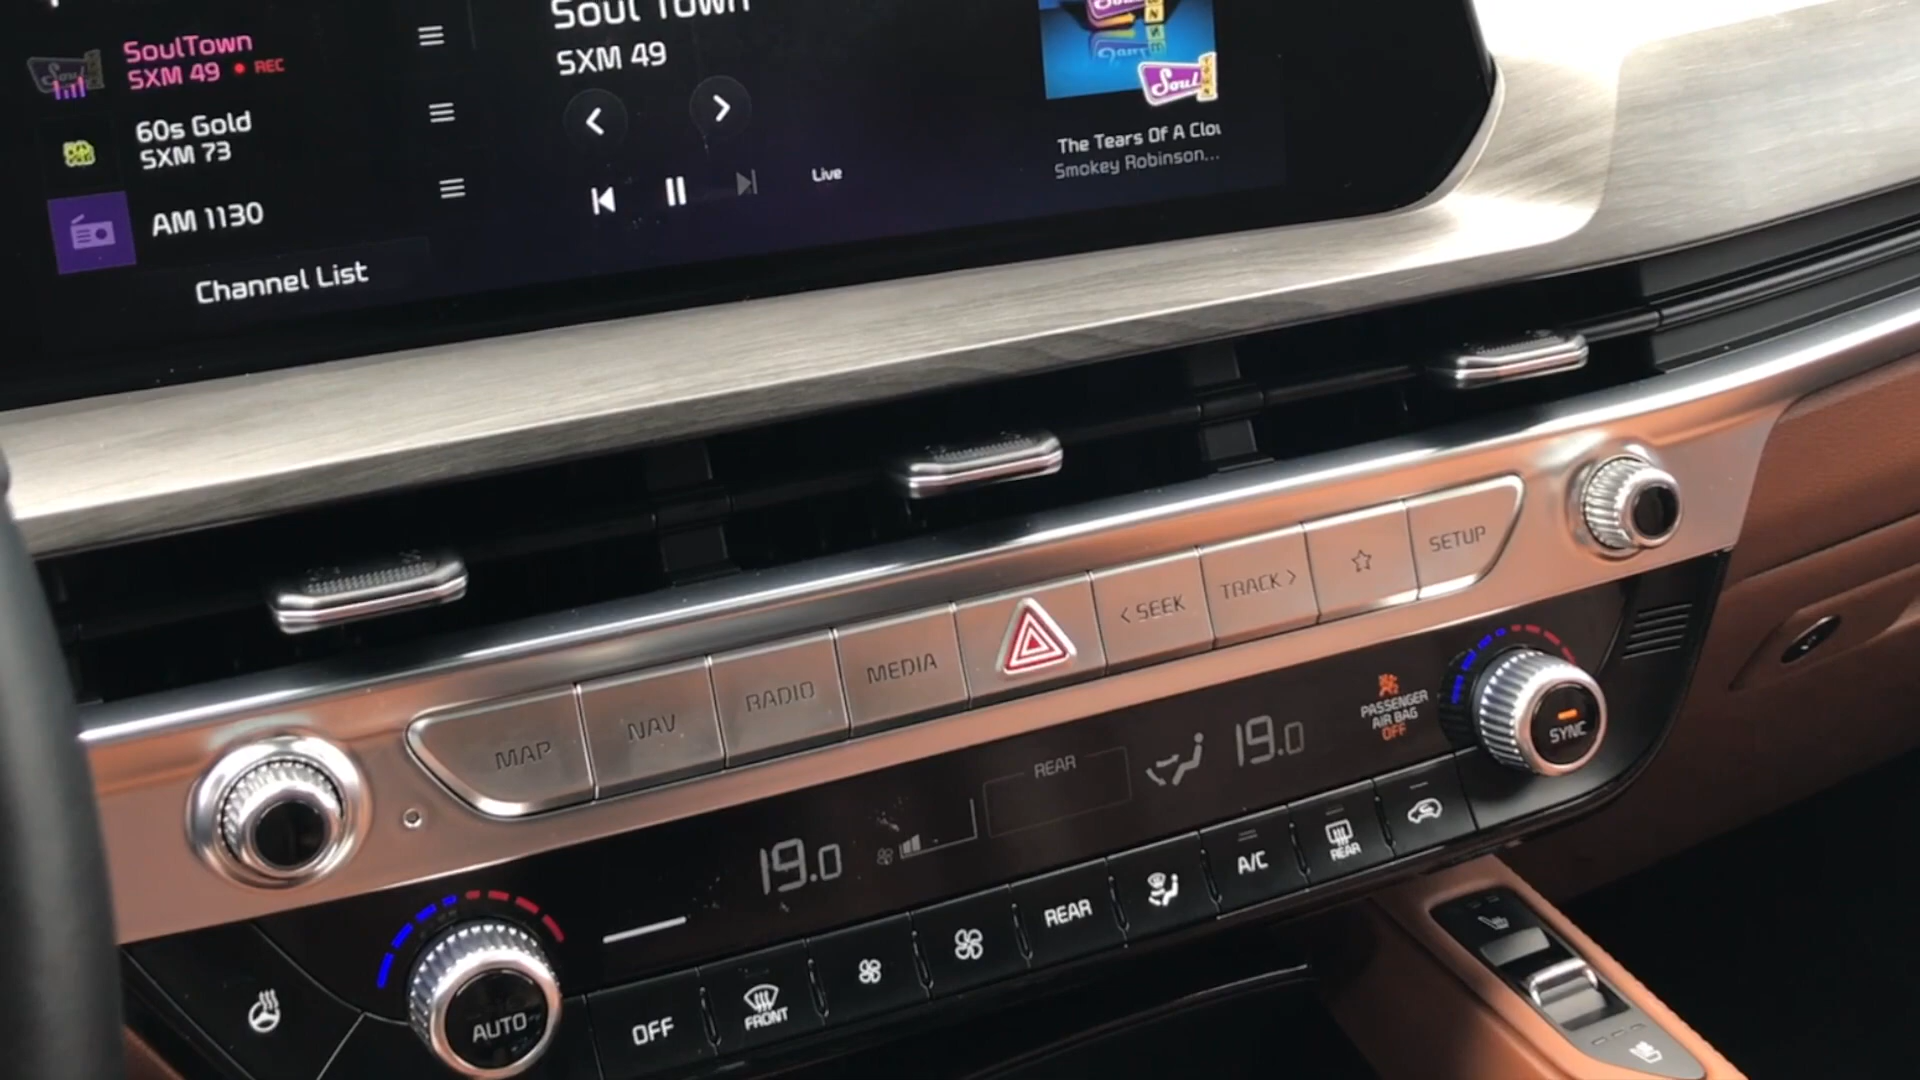 SoulTown
SXM 49 • REC
60s Gold
SXM 73
AM 1130
Channel List
Soul Town
SXM 49
Live
Soul
The Tears Of A Clo
Smokey Robinson...
MAP
NAV
RADIO
MEDIA
< SEEK
TRACK >
SETUP
19.0
REAR
19.0
PASSENGER
AIR BAG
OFF
SYNC
AUTO
OFF
FRONT
REAR
A/C
REAR